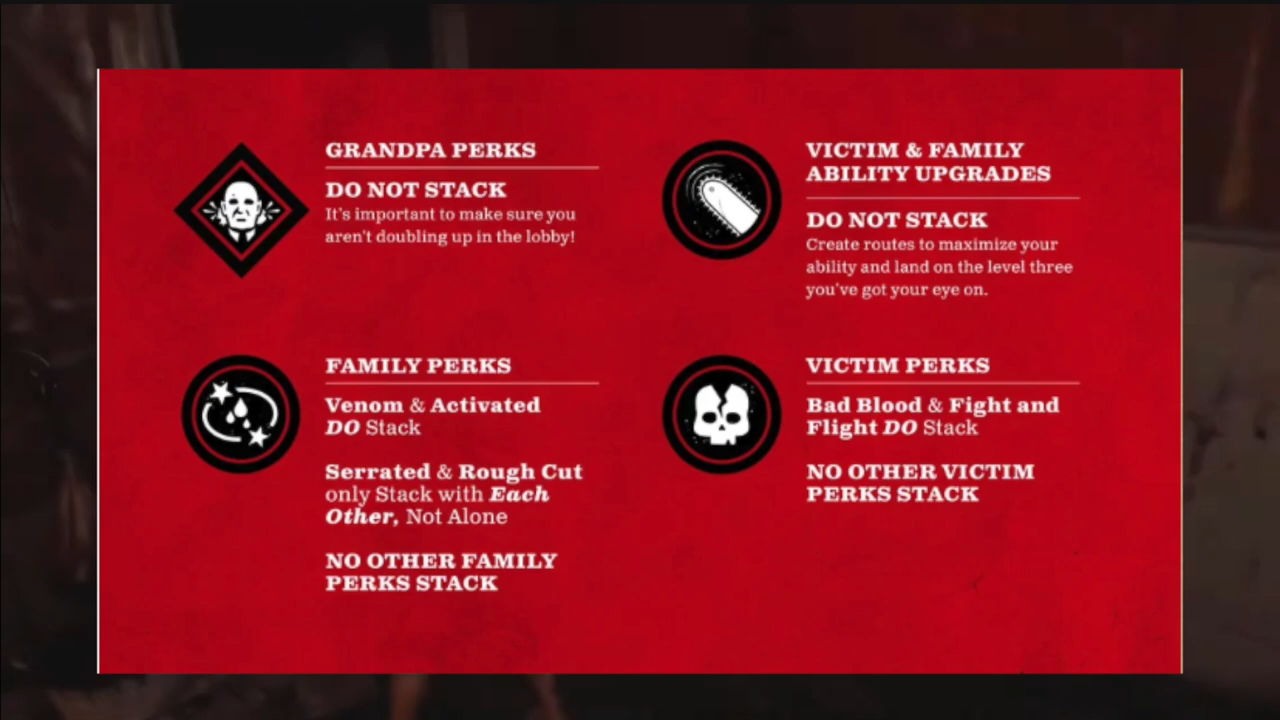 GRANDPA PERKS
DO NOT STACK
It's important to make sure you
aren't doubling up in the lobby!
VICTIM & FAMILY
ABILITY UPGRADES
DO NOT STACK
Create routes to maximize your
ability and land on the level three
you've got your eye on.
FAMILY PERKS
Venom & Activated
DO Stack
Serrated & Rough Cut
only Stack with Each
Other, Not Alone
NO OTHER FAMILY
PERKS STACK
VICTIM PERKS
Bad Blood & Fight and
Flight DO Stack
NO OTHER VICTIM
PERKS STACK